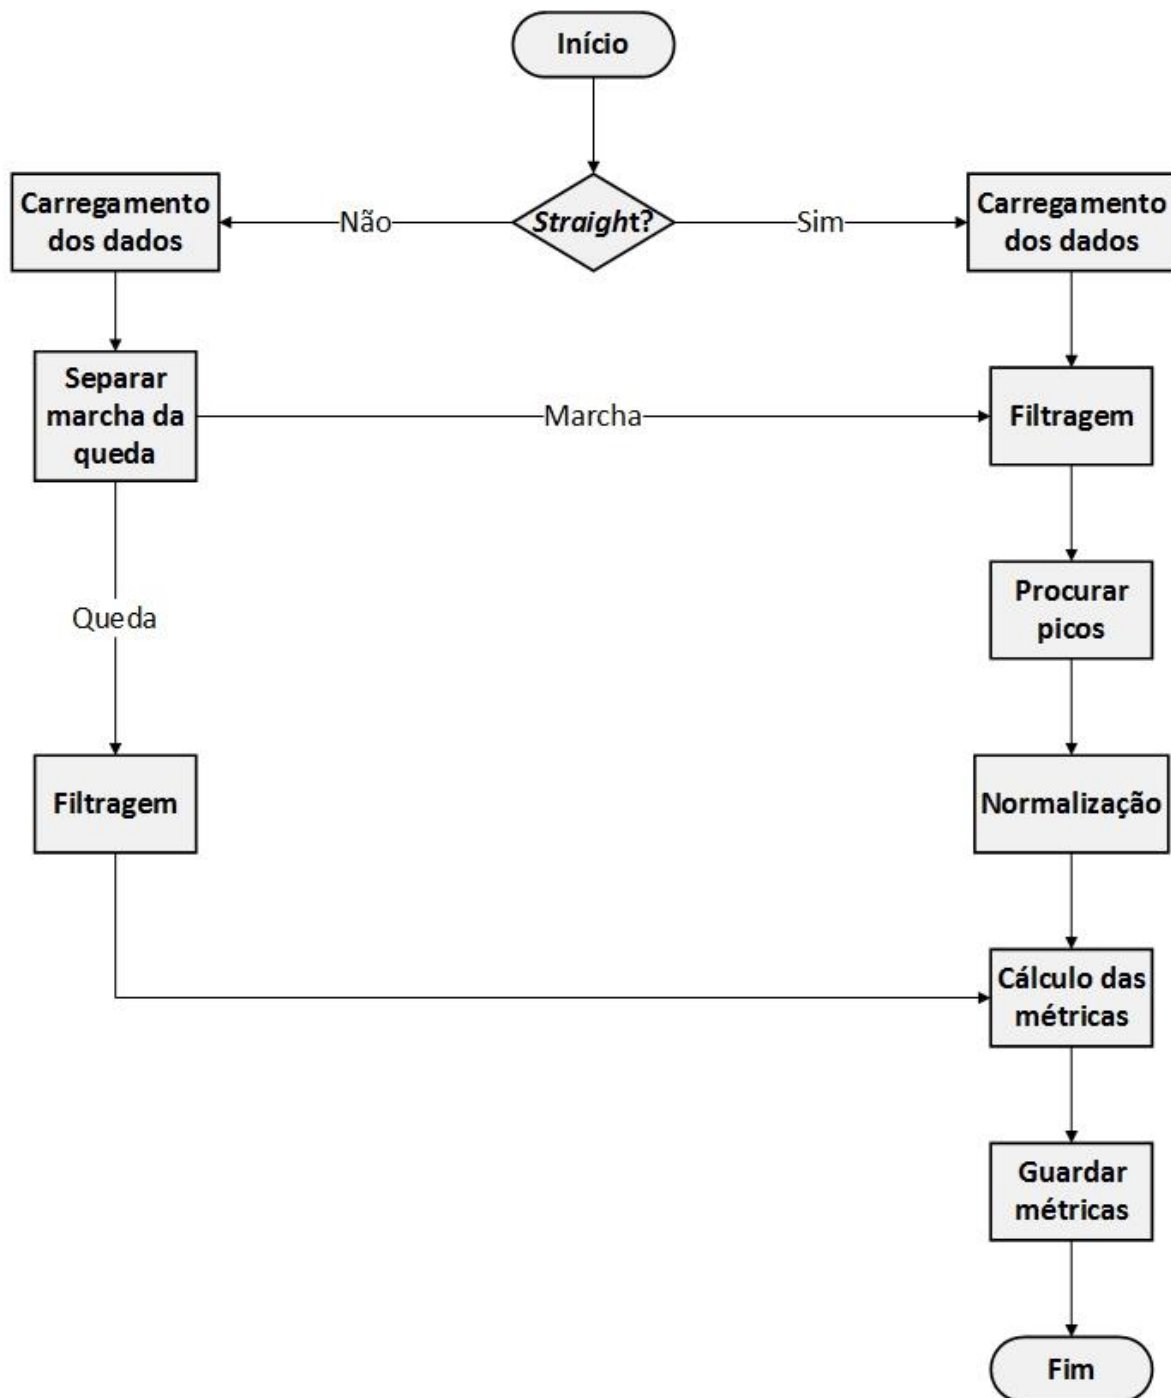 Início
Carregamento
dos dados
Não
Straight?
Sim
Carregamento
dos dados
Separar
marcha da
queda
Marcha
Filtragem
Queda
Procurar
picos
Filtragem
Normalização
Cálculo das
métricas
Guardar
métricas
Fim